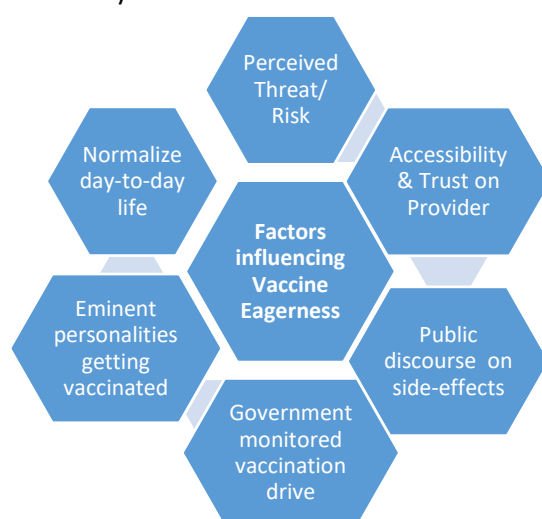 Perceived
Threat/
Risk
Accessibility
& Trust on
Provider
Public
discourse on
side-effects
Government
monitored
vaccination
drive
Eminent
personalities
getting
vaccinated
Normalize
day-to-day
life
Factors
influencing
Vaccine
Eagerness